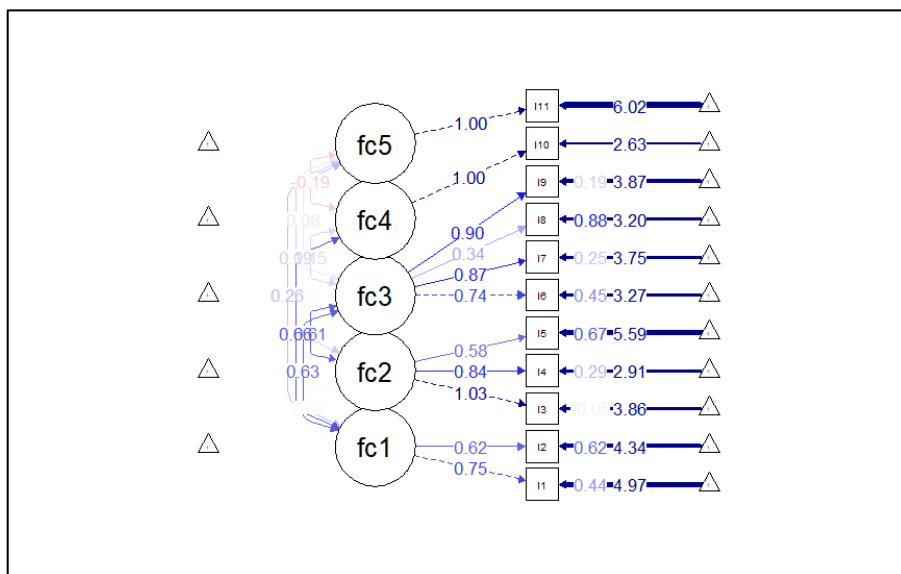 I11 6.02
fc5 1.00
I10 2.63
-0.19
1.00 I9 0.19 3.87
fc4 0.08
I8 0.88 3.20
0.90
0.34
I7 0.25 3.75
0.87
fc3 0.74 I6 0.45 3.27
0.26
I5 0.67 5.59
0.58
0.63 fc2 0.84 I4 0.29 2.91
1.03
I3 3.86
fc1 0.62 I2 0.62 4.34
0.75
I1 0.44 4.97